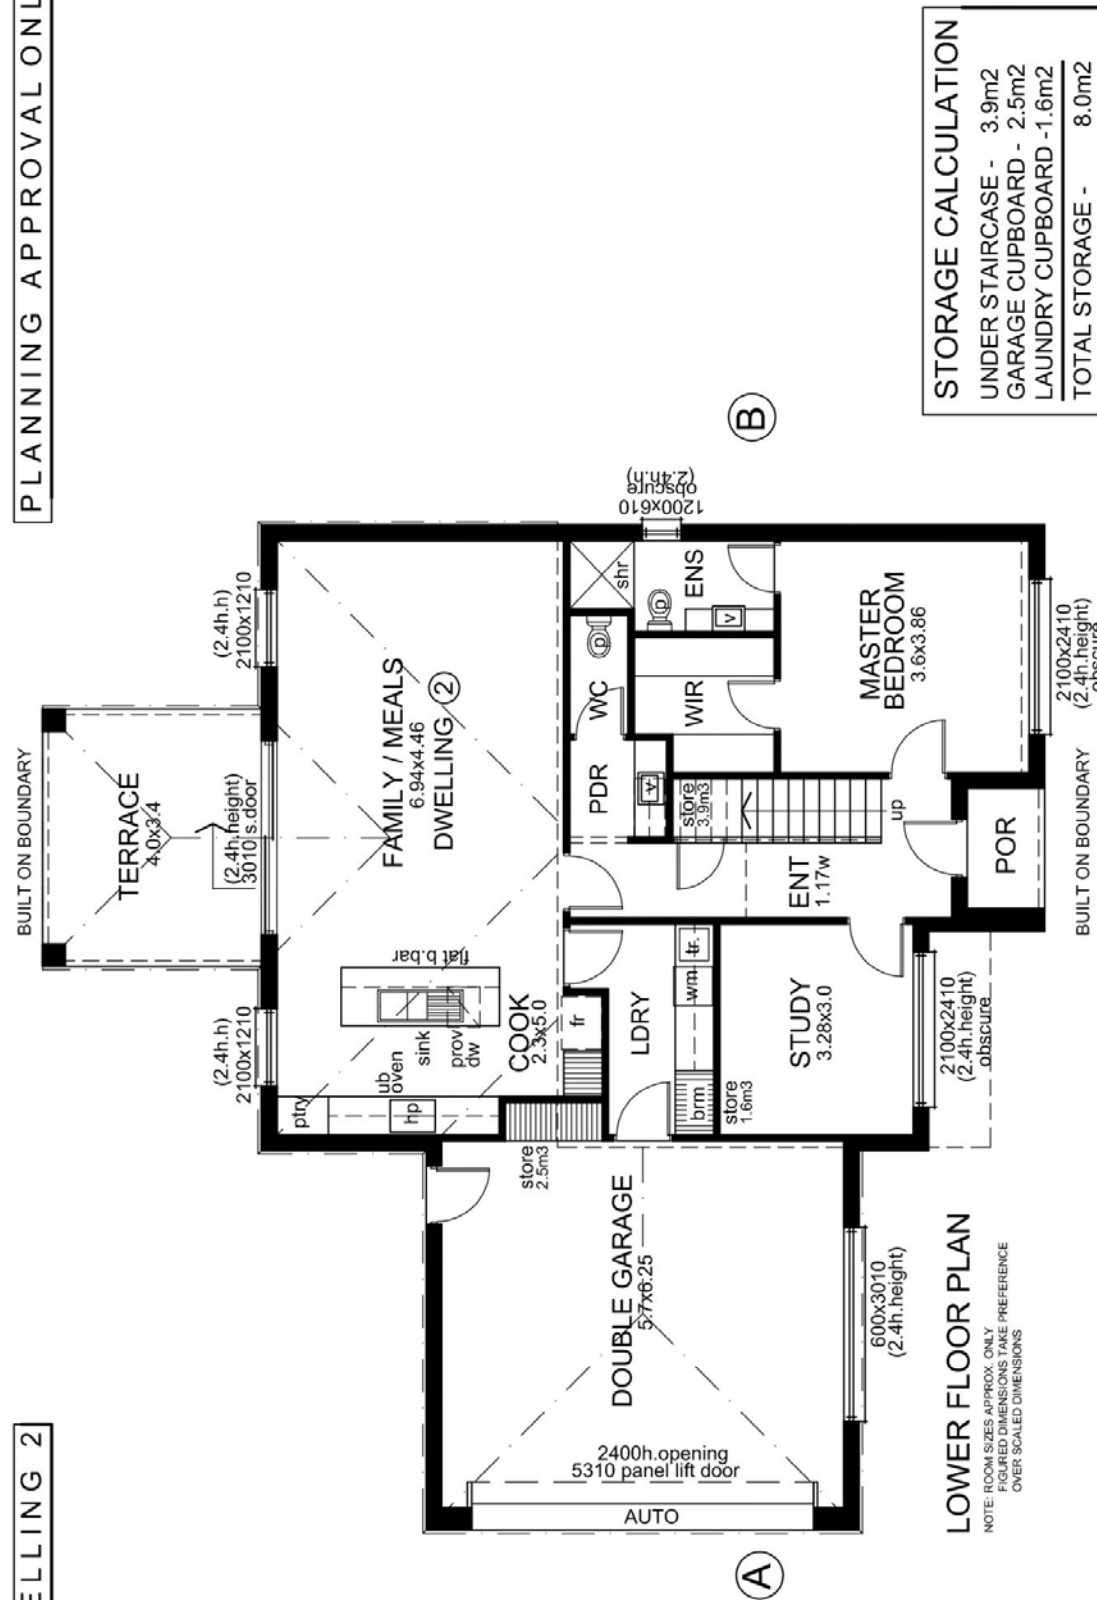 ELLING 2
PLANNING APPROVAL ONL
BUILT ON BOUNDARY
TERRACE
4.0x3.4
(2.4h.h)
2100x1210
(2.4h.height)
3010 s.door
(2.4h.h)
2100x1210
ptry
hp
ub
oven
sink
prov
dw
flat b.bar
COOK
2.3x5.0
fr
FAMILY / MEALS
6.94x4.46
DWELLING 2
store
2.5m3
LDRY
brm
wm
tr.
PDR
v
WC
p
shr
ENS
p
v
1200x610
obscure
(2.4h.h)
B
WIR
store
3.9m3
up
ENT
1.17w
store
1.6m3
STUDY
3.28x3.0
MASTER
BEDROOM
3.6x3.86
POR
DOUBLE GARAGE
5.7x6.25
2400h.opening
5310 panel lift door
AUTO
A
600x3010
(2.4h.height)
2100x2410
(2.4h.height)
obscure
BUILT ON BOUNDARY
2100x2410
(2.4h.height)
obscure
LOWER FLOOR PLAN
NOTE: ROOM SIZES APPROX. ONLY
FIGURED DIMENSIONS TAKE PREFERENCE
OVER SCALED DIMENSIONS
STORAGE CALCULATION
UNDER STAIRCASE - 3.9m2
GARAGE CUPBOARD - 2.5m2
LAUNDRY CUPBOARD -1.6m2
TOTAL STORAGE - 8.0m2